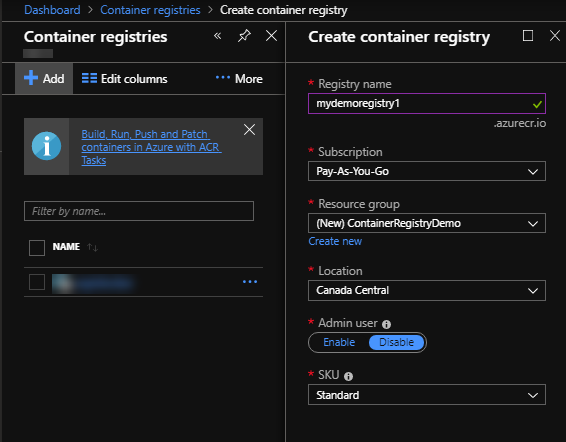 Dashboard > Container registries > Create container registry
Container registries
Add
Edit columns
More
Build, Run, Push and Patch
containers in Azure with ACR
Tasks
Filter by name...
NAME
Create container registry
* Registry name
mydemoregistry1
.azurecr.io
* Subscription
Pay-As-You-Go
* Resource group
(New) ContainerRegistryDemo
Create new
* Location
Canada Central
* Admin user
Enable Disable
* SKU
Standard